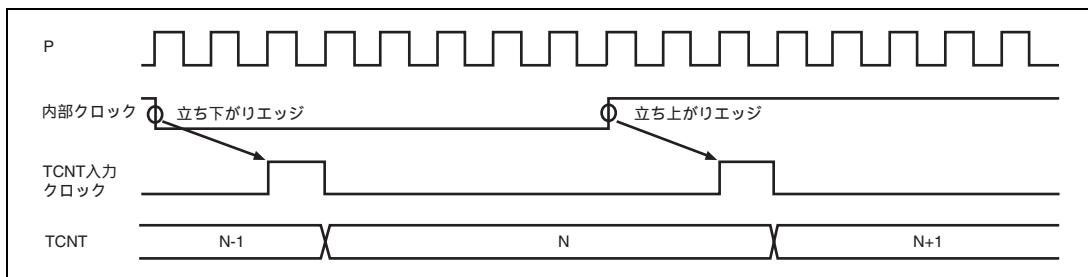 P
内部クロック
立ち下がりエッジ
立ち上がりエッジ
TCNT入力
クロック
TCNT
N-1
N
N+1